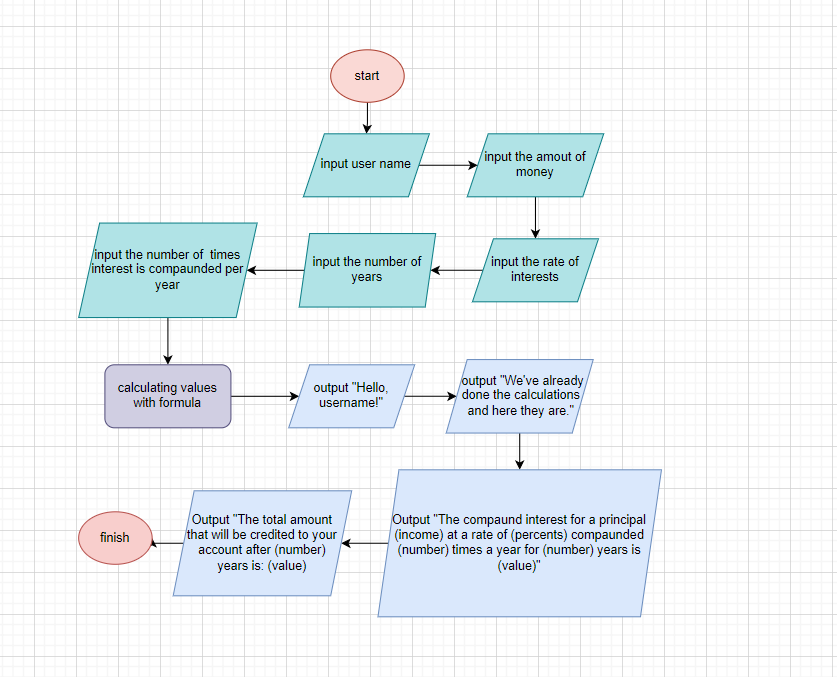 start
input user name
input the amout of
money
input the rate of
interests
input the number of
years
input the number of  times
interest is compaunded per
year
calculating values
with formula
output "Hello,
username!"
output "We've already
done the calculations
and here they are."
Output "The compaund interest for a principal
(income) at a rate of (percents) compaunded
(number) times a year for (number) years is
(value)"
Output "The total amount
that will be credited to your
account after (number)
years is: (value)
finish